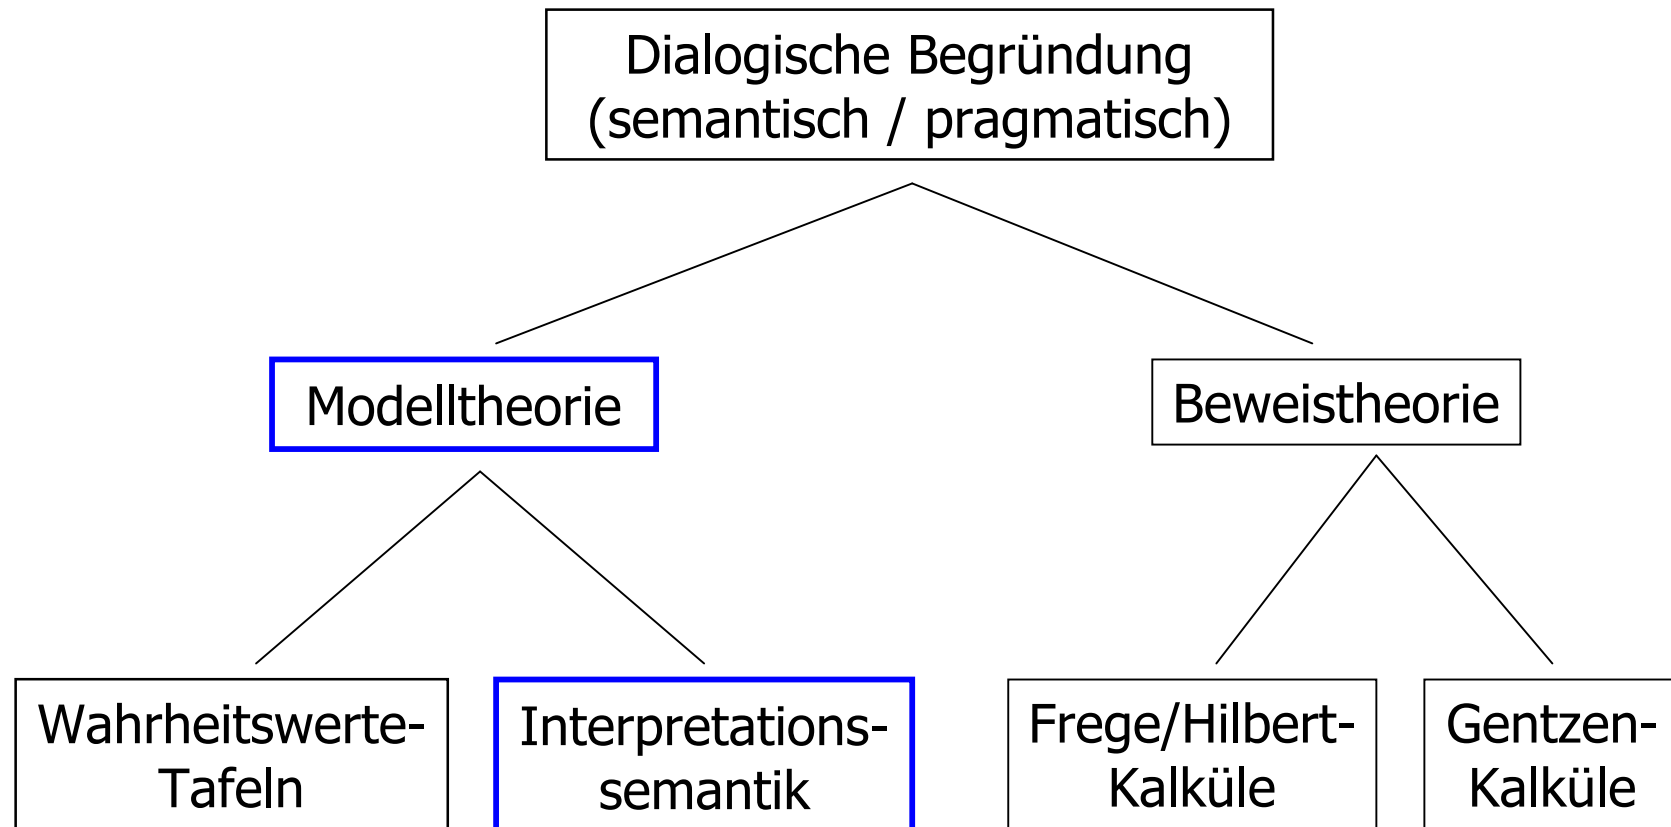 Dialogische Begründung
(semantisch / pragmatisch)
Modelltheorie
Beweistheorie
Wahrheitswerte-
Tafeln
Interpretations-
semantik
Frege/Hilbert-
Kalküle
Gentzen-
Kalküle